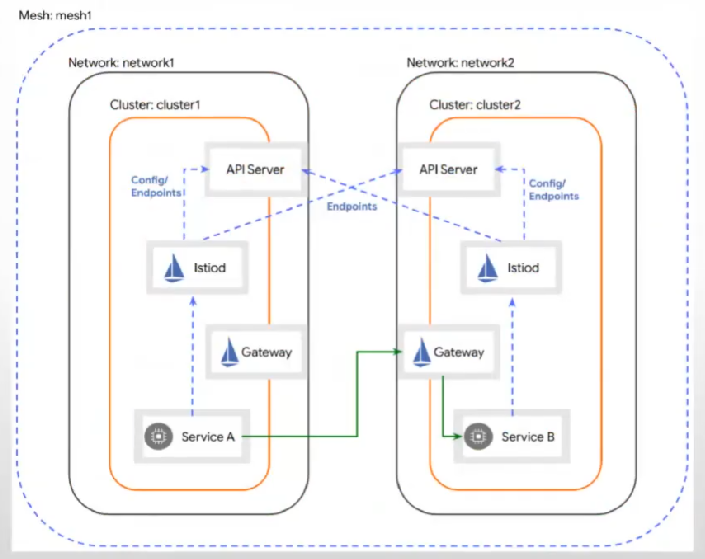 Mesh: mesh1
Network: network1
Network: network2
Cluster: cluster1
Cluster: cluster2
API Server
API Server
Config/
Endpoints
Config/
Endpoints
Endpoints
Istiod
Istiod
Gateway
Gateway
Service A
Service B